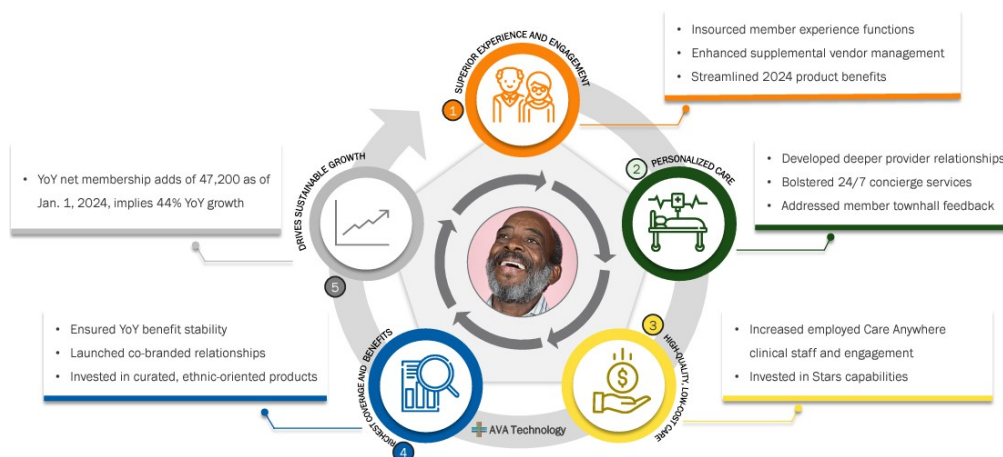 SUPERIOR EXPERIENCE AND ENGAGEMENT
1
• Insourced member experience functions
• Enhanced supplemental vendor management
• Streamlined 2024 product benefits
2
PERSONALIZED CARE
• Developed deeper provider relationships
• Bolstered 24/7 concierge services
• Addressed member townhall feedback
3
HIGH-QUALITY, LOW-COST CARE
• Increased employed Care Anywhere
clinical staff and engagement
• Invested in Stars capabilities
RICHEST COVERAGE AND BENEFITS
4
• Ensured YoY benefit stability
• Launched co-branded relationships
• Invested in curated, ethnic-oriented products
DRIVES SUSTAINABLE GROWTH
5
• YoY net membership adds of 47,200 as of
Jan. 1, 2024, implies 44% YoY growth
AVA Technology